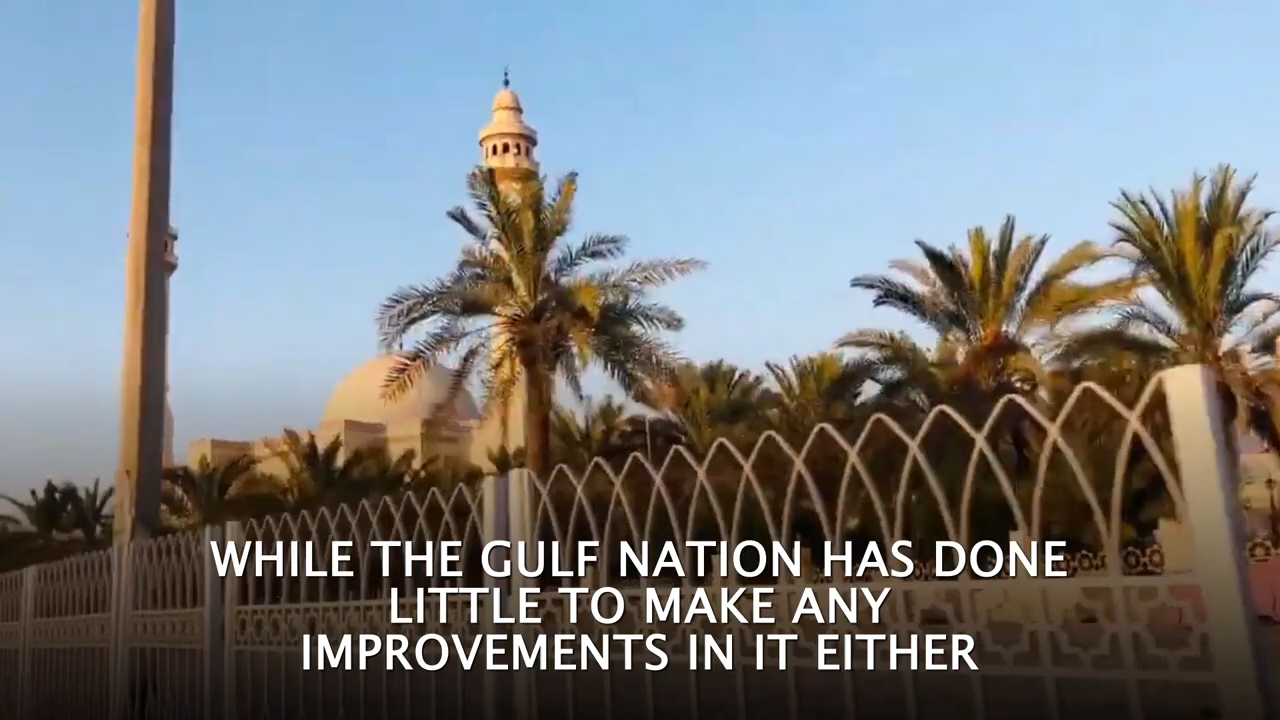 WHILE THE GULF NATION HAS DONE
LITTLE TO MAKE ANY
IMPROVEMENTS IN IT EITHER